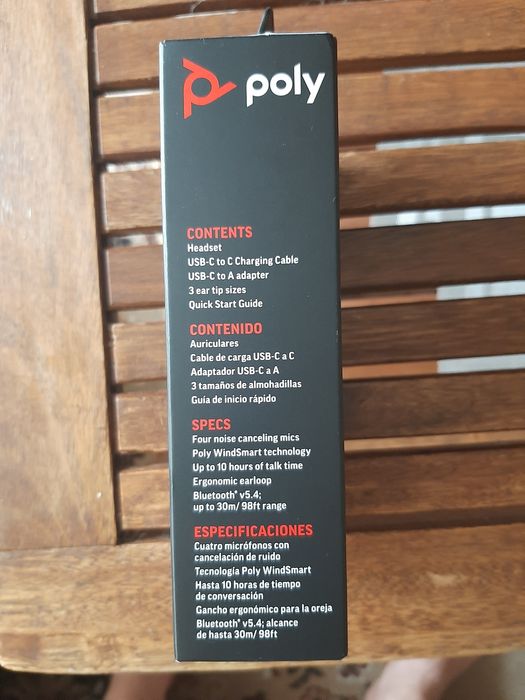 poly
CONTENTS
Headset
USB-C to C Charging Cable
USB-C to A adapter
3 ear tip sizes
Quick Start Guide
CONTENIDO
Auriculares
Cable de carga USB-C a C
Adaptador USB-C a A
3 tamaños de almohadillas
Guía de inicio rápido
SPECS
Four noise canceling mics
Poly WindSmart technology
Up to 10 hours of talk time
Ergonomic earloop
Bluetooth® v5.4;
up to 30m/ 98ft range
ESPECIFICACIONES
Cuatro micrófonos con
cancelación de ruido
Tecnología Poly WindSmart
Hasta 10 horas de tiempo
de conversación
Gancho ergonómico para la oreja
Bluetooth® v5.4; alcance
de hasta 30m/ 98ft